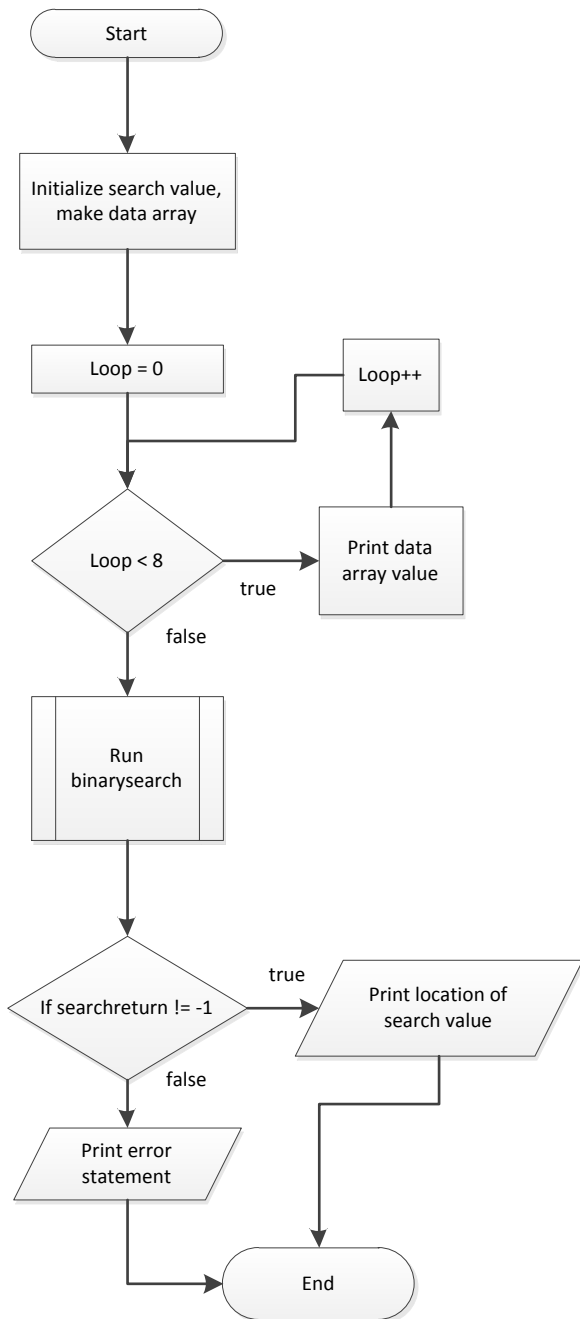 Start
Initialize search value,
make data array
Loop = 0
Loop++
Loop < 8
true
Print data
array value
false
Run
binarysearch
If searchreturn != -1
true
Print location of
search value
false
Print error
statement
End